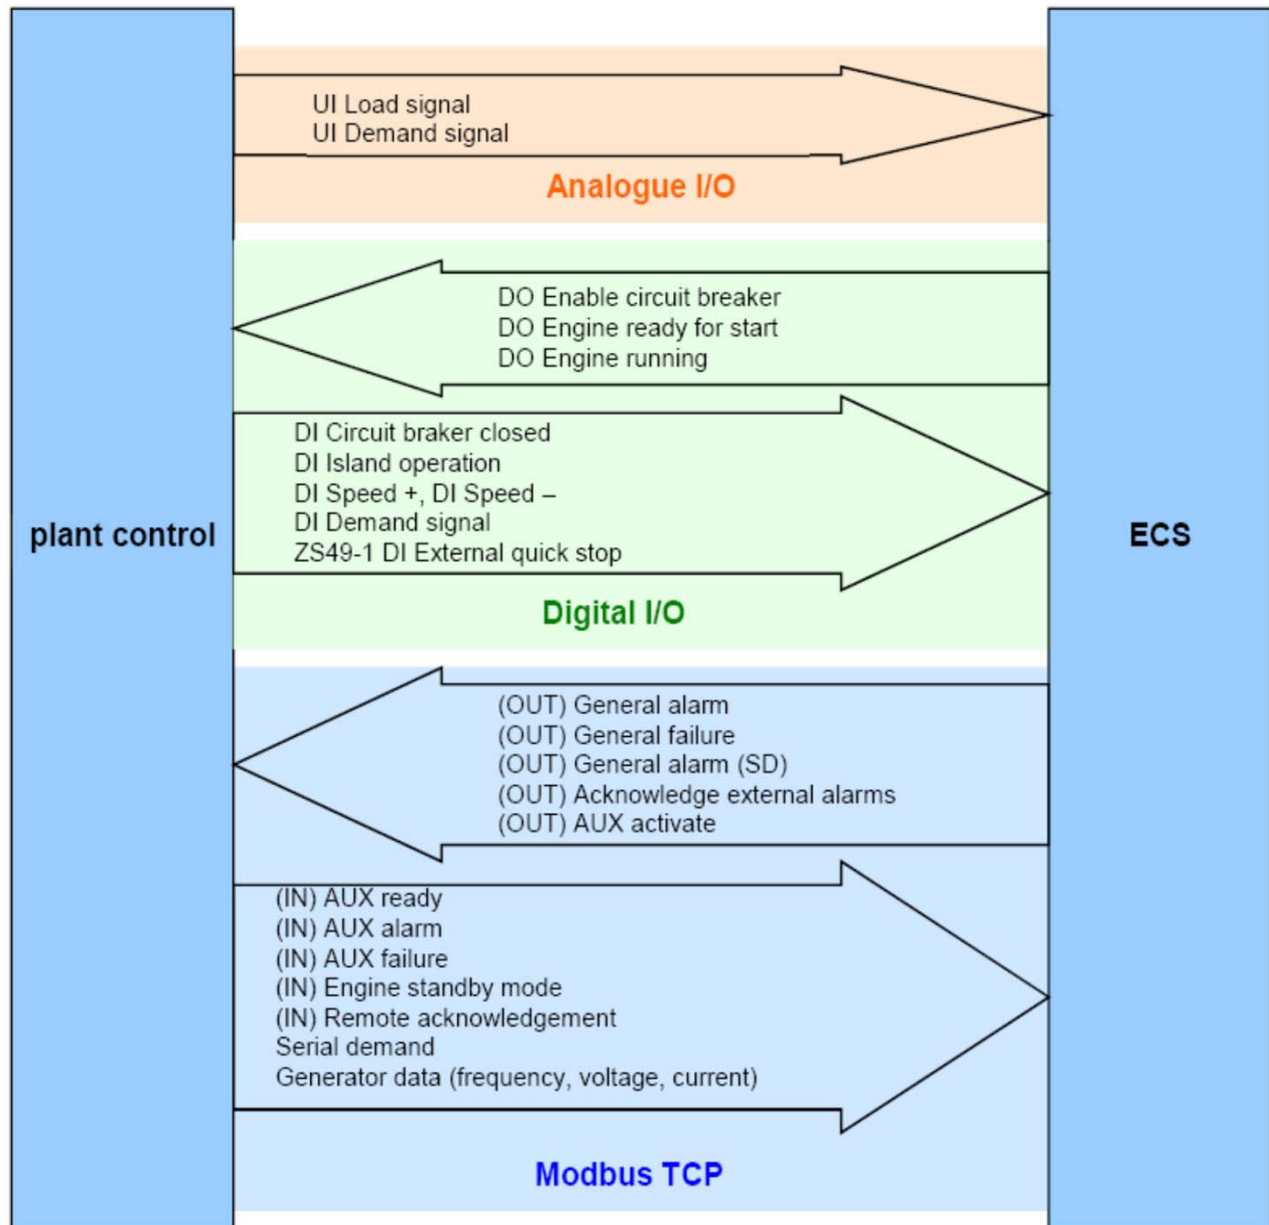 UI Load signal
UI Demand signal
Analogue I/O
DO Enable circuit breaker
DO Engine ready for start
DO Engine running
DI Circuit braker closed
DI Island operation
DI Speed +, DI Speed –
DI Demand signal
ZS49-1 DI External quick stop
plant control
ECS
Digital I/O
(OUT) General alarm
(OUT) General failure
(OUT) General alarm (SD)
(OUT) Acknowledge external alarms
(OUT) AUX activate
(IN) AUX ready
(IN) AUX alarm
(IN) AUX failure
(IN) Engine standby mode
(IN) Remote acknowledgement
Serial demand
Generator data (frequency, voltage, current)
Modbus TCP